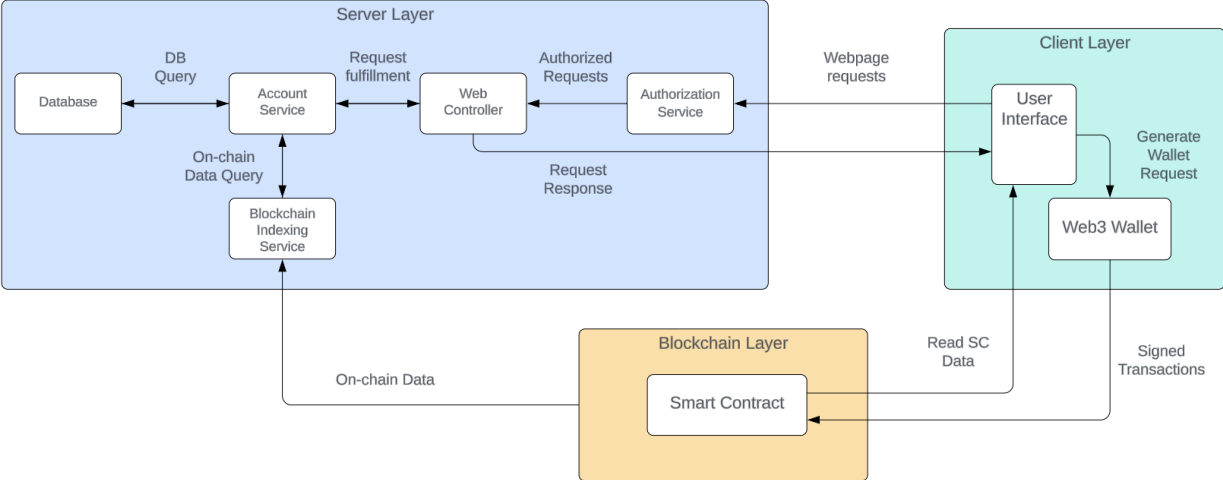 Server Layer
Client Layer
DB
Query
Request
fulfillment
Authorized
Requests
Webpage
requests
Database
Account
Service
Web
Controller
Authorization
Service
User
Interface
On-chain
Data Query
Request
Response
Generate
Wallet
Request
Blockchain
Indexing
Service
Web3 Wallet
Blockchain Layer
Read SC
Data
Signed
Transactions
On-chain Data
Smart Contract